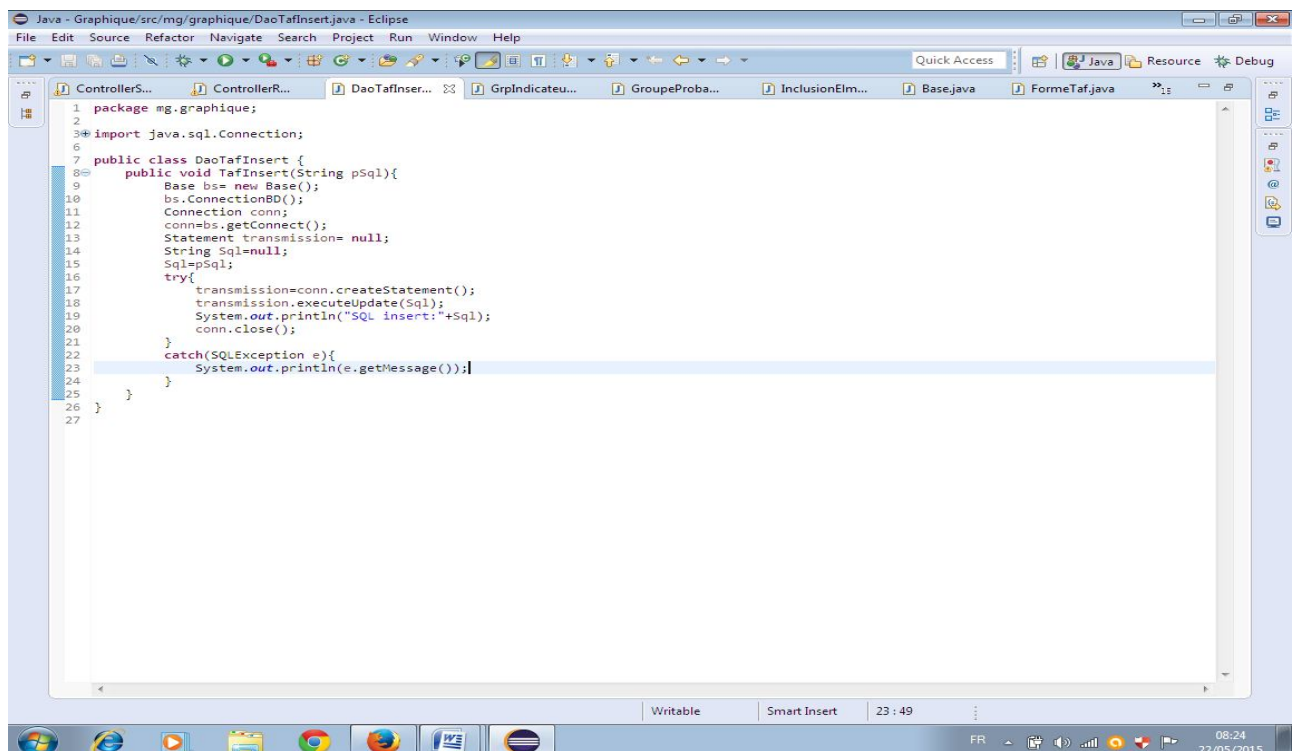 Java - Graphique/src/mg/graphique/DaoTafInsert.java - Eclipse
File Edit Source Refactor Navigate Search Project Run Window Help
Quick Access Java Resource Debug
ControllerS... ControllerR... DaoTafInser... GrpIndicateu... GroupeProba... InclusionElm... Base.java FormeTaf.java »15
1 package mg.graphique;
2
3 import java.sql.Connection;
6
7 public class DaoTafInsert {
8 public void TafInsert(String pSql){
9 Base bs= new Base();
10 bs.ConnectionBD();
11 Connection conn;
12 conn=bs.getConnect();
13 Statement transmission= null;
14 String Sql=null;
15 Sql=pSql;
16 try{
17 transmission=conn.createStatement();
18 transmission.executeUpdate(Sql);
19 System.out.println("SQL insert:"+Sql);
20 conn.close();
21 }
22 catch(SQLException e){
23 System.out.println(e.getMessage());
24 }
25 }
26 }
27
Writable Smart Insert 23 : 49
FR 08:24
22/05/2015